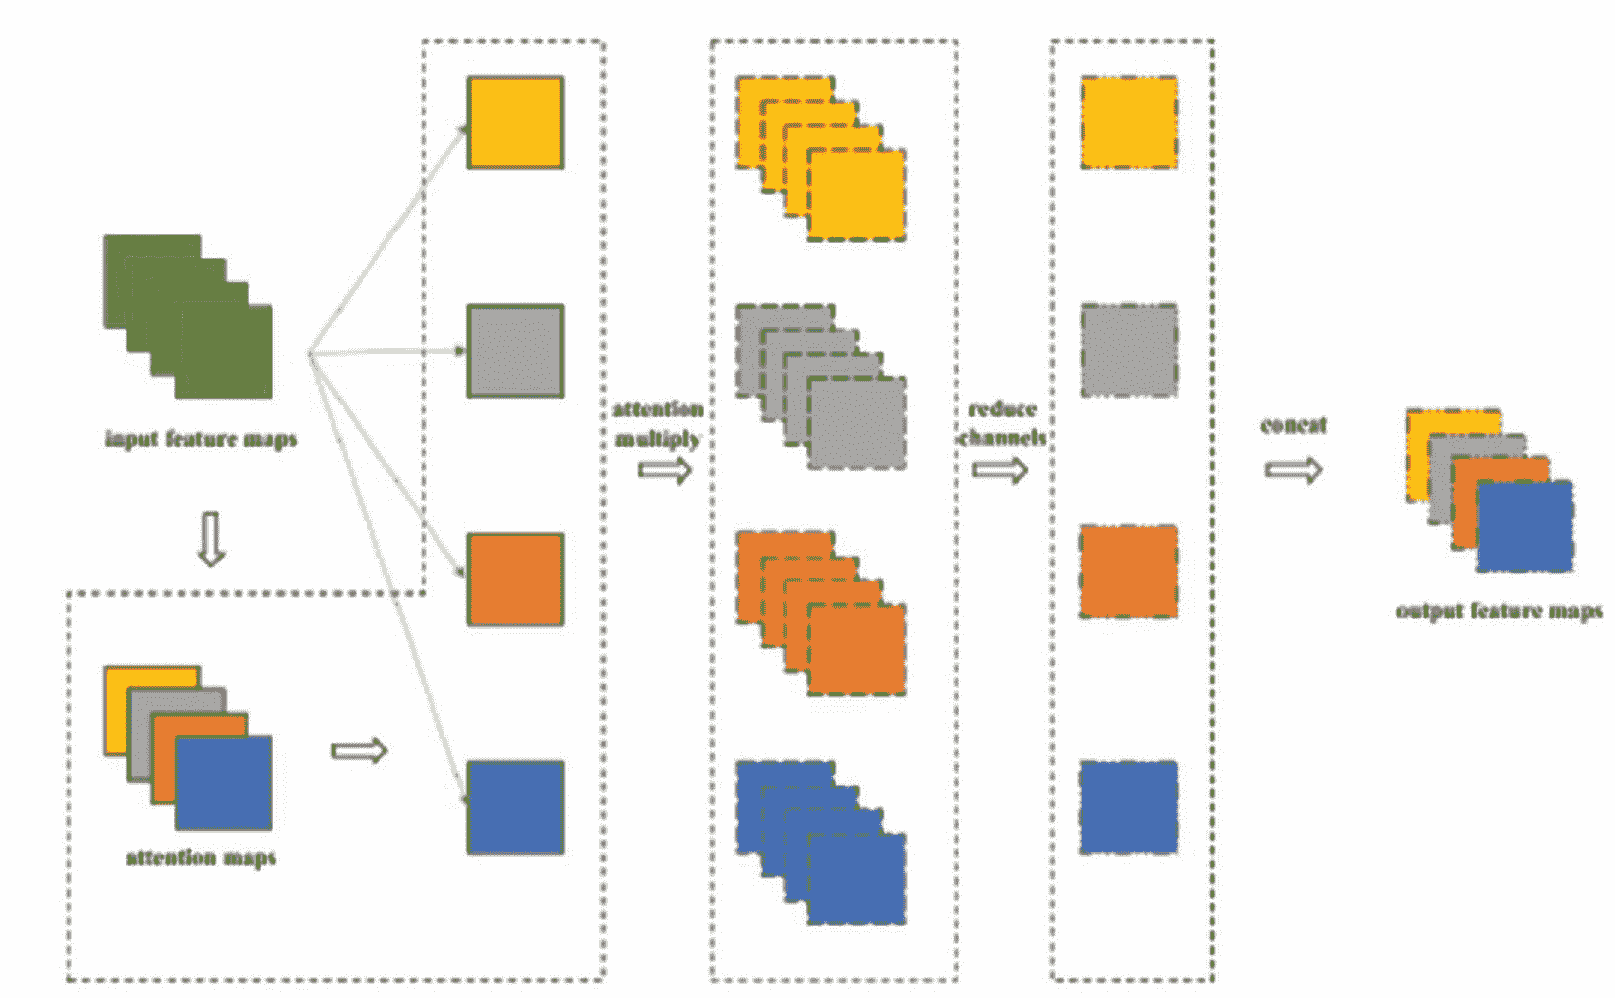 input feature maps
attention
multiply
reduce
channels
concat
output feature maps
attention maps